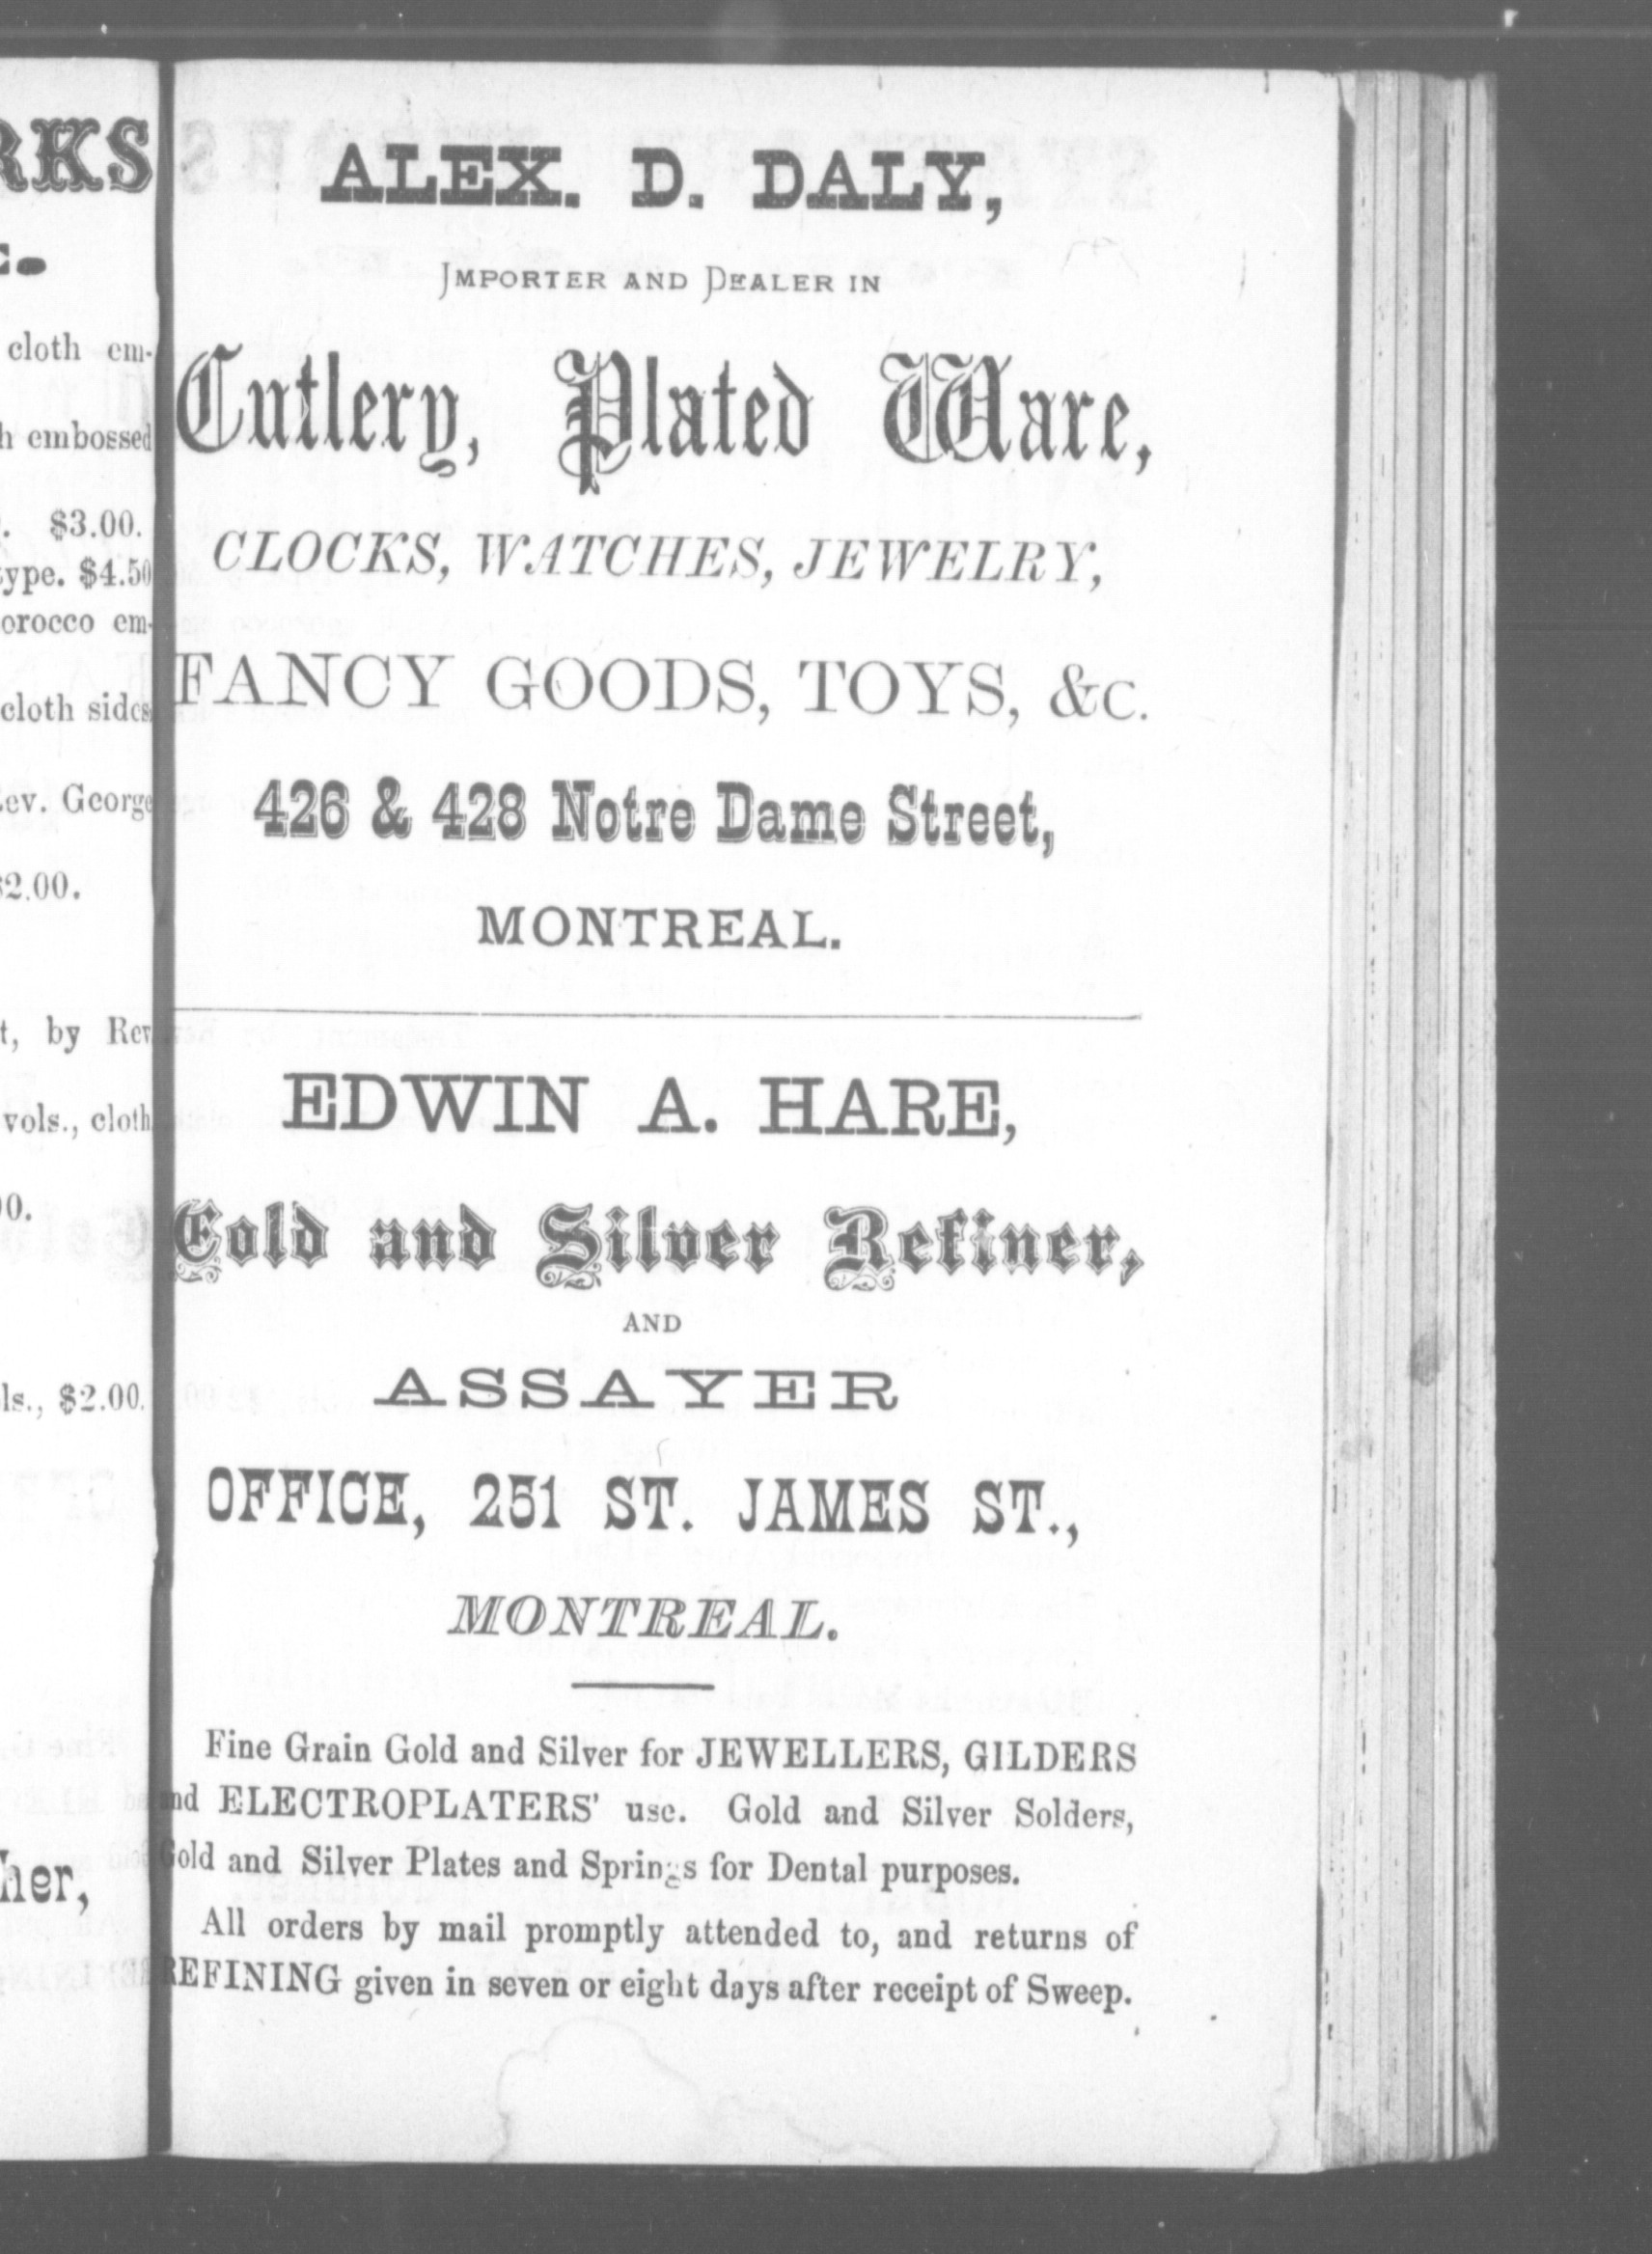 RKS
cloth em-
embossed
$3.00.
type. $4.50
orocco em-
cloth sides
Rev. George
$2.00.
t, by Rev
vols., cloth
00.
ls., $2.00.
her,
ALEX. D. DALY,
IMPORTER AND DEALER IN
Cutlery, Plated Ware,
CLOCKS, WATCHES, JEWELRY,
FANCY GOODS, TOYS, &C.
426 & 428 Notre Dame Street,
MONTREAL.
EDWIN A. HARE,
Gold and Silver Refiner,
AND
ASSAYER
OFFICE, 251 ST. JAMES ST.,
MONTREAL.
Fine Grain Gold and Silver for JEWELLERS, GILDERS
and ELECTROPLATERS' use. Gold and Silver Solders,
Gold and Silver Plates and Springs for Dental purposes.
All orders by mail promptly attended to, and returns of
REFINING given in seven or eight days after receipt of Sweep.